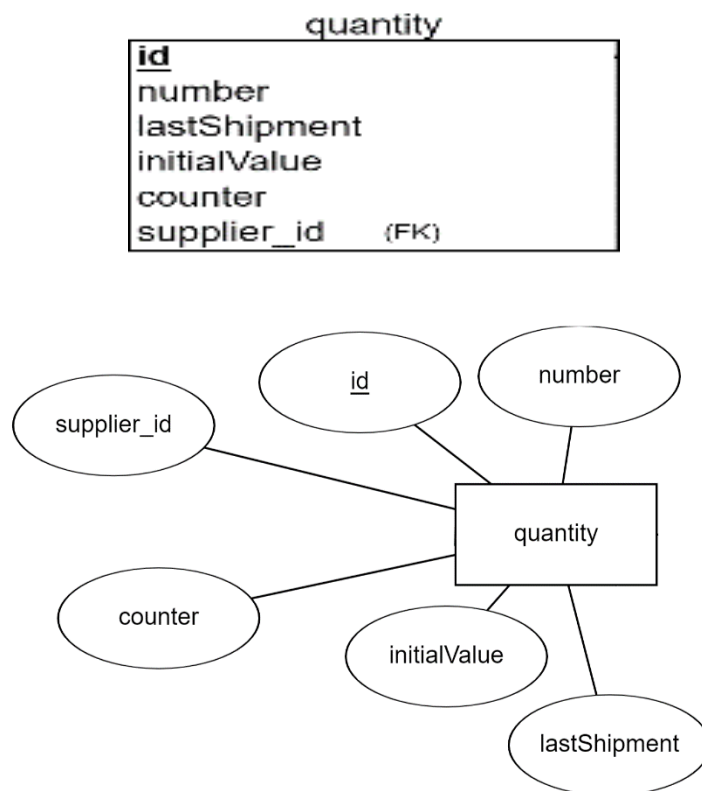 quantity
id
number
lastShipment
initialValue
counter
supplier_id (FK)
id
number
supplier_id
quantity
counter
initialValue
lastShipment